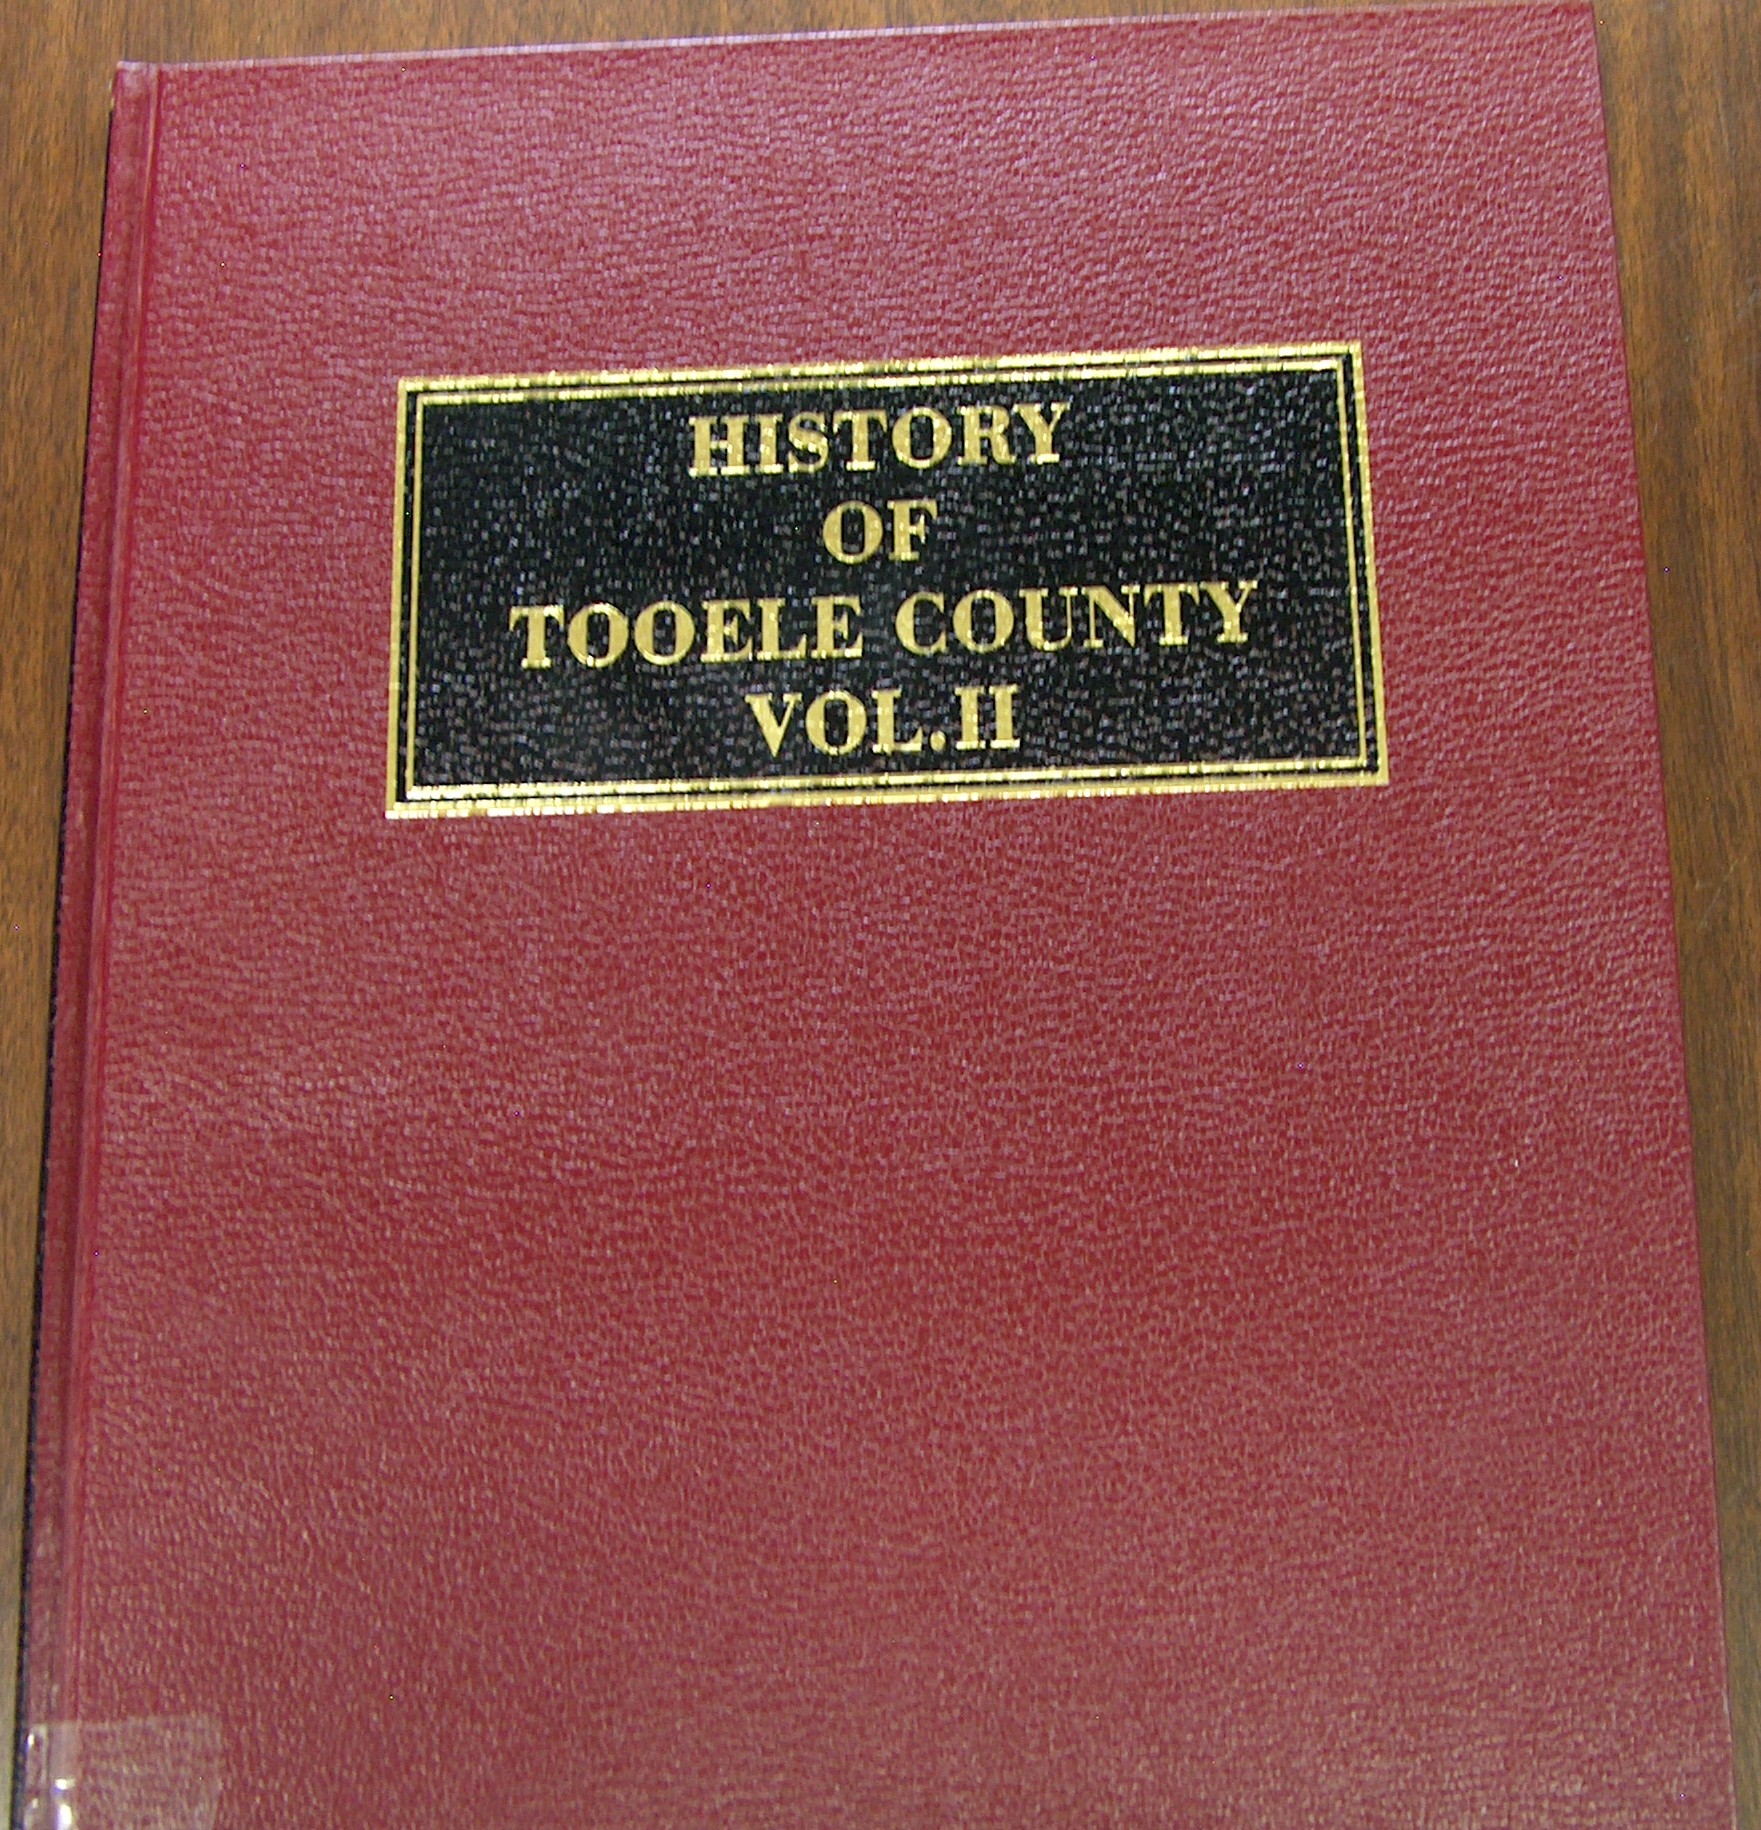 HISTORY
OF
TOOELE COUNTY
VOL.II